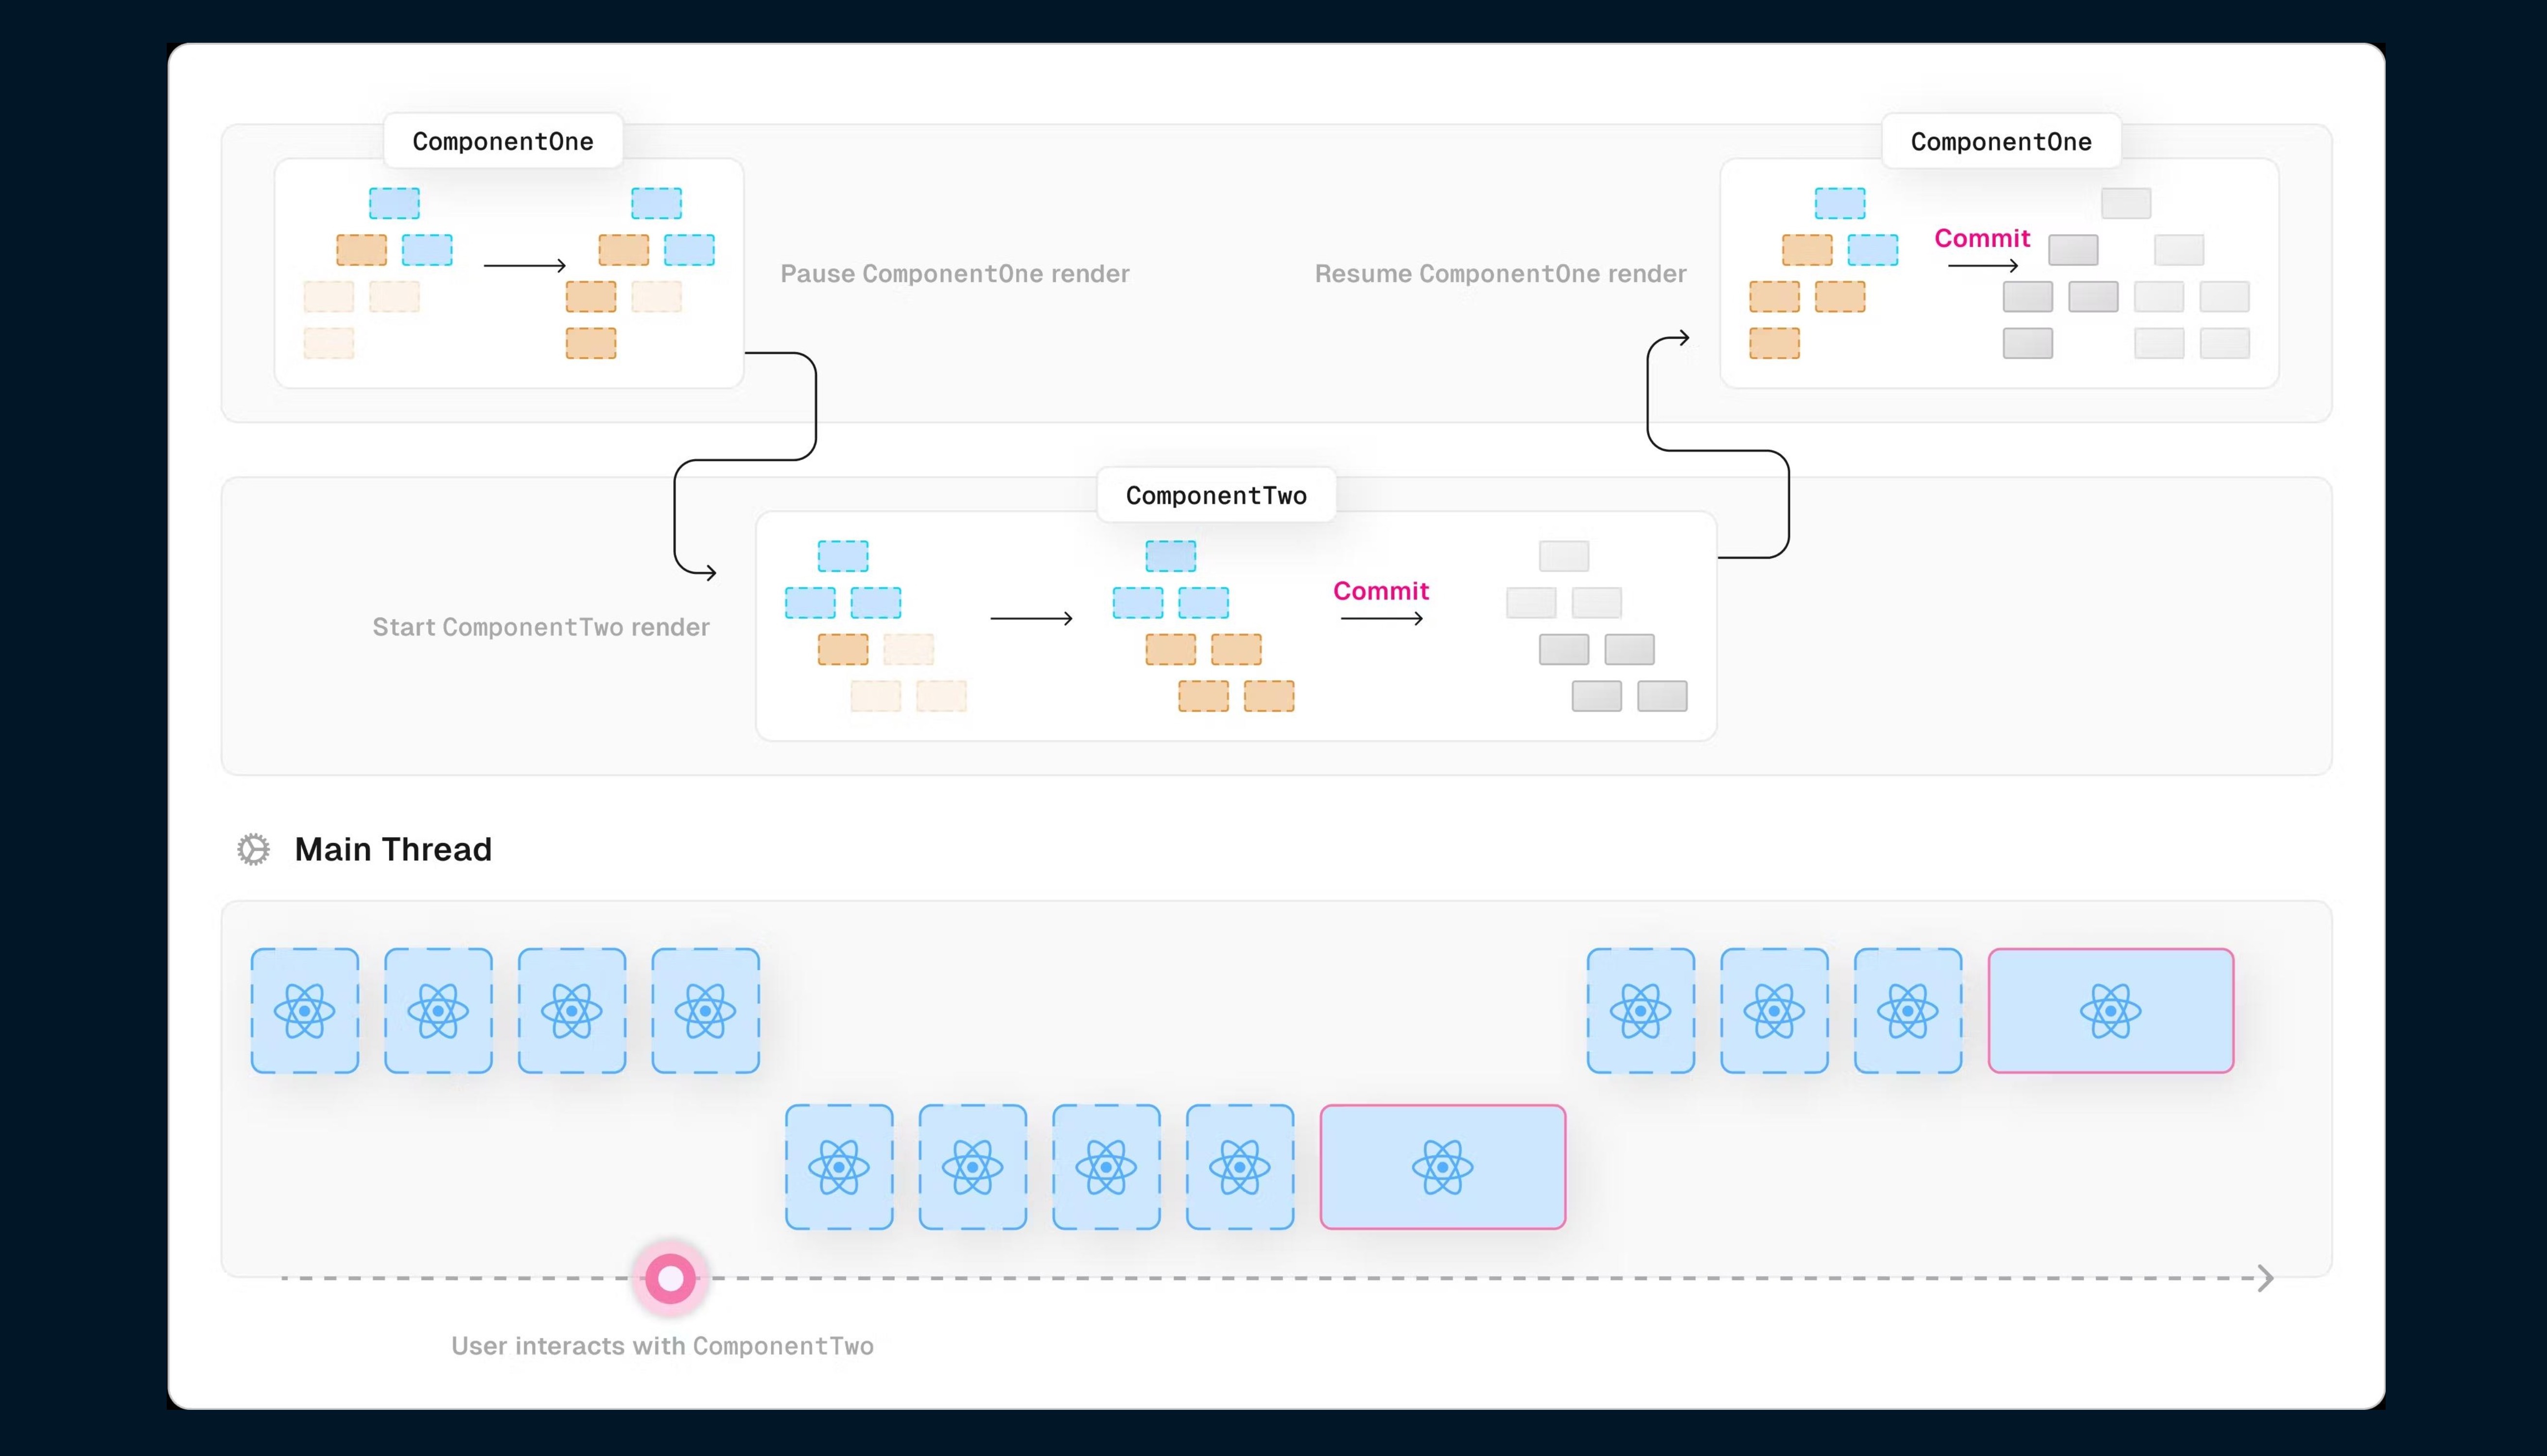 ComponentOne
ComponentOne
Pause ComponentOne render
Resume ComponentOne render
Commit
ComponentTwo
Start ComponentTwo render
Commit
Main Thread
User interacts with ComponentTwo